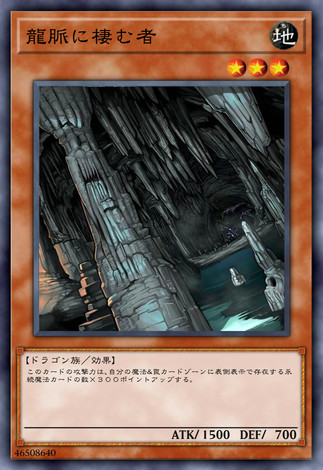 龍脈に棲む者
地
【ドラゴン族／効果】
このカードの攻撃力は、自分の魔法&罠カードゾーンに表側表示で存在する永
続魔法カードの数×３００ポイントアップする。
ATK/ 1500 DEF/ 700
46508640